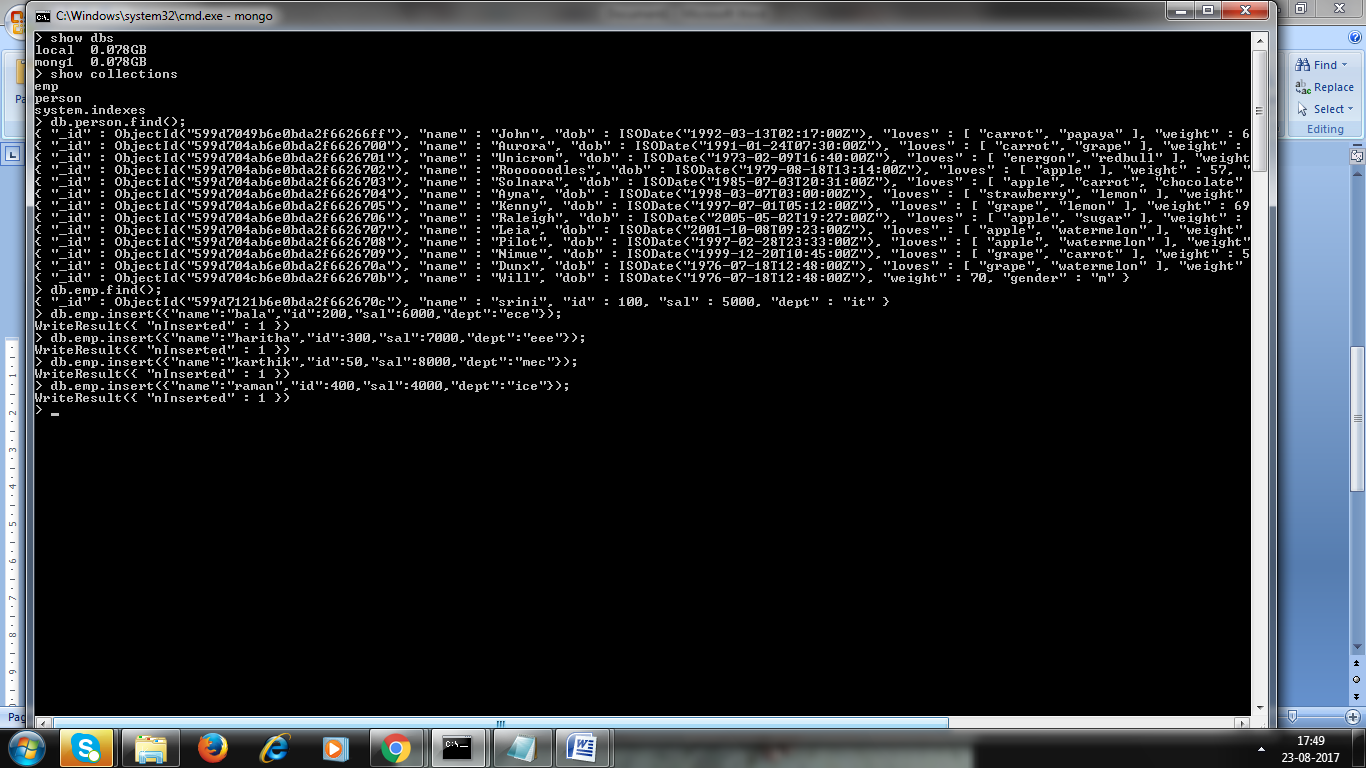 C:\Windows\system32\cmd.exe - mongo
> show dbs
local  0.078GB
mong1  0.078GB
> show collections
emp
person
system.indexes
> db.person.find();
{ "_id" : ObjectId("599d7049b6e0bda2f66266ff"), "name" : "John", "dob" : ISODate("1992-03-13T02:17:00Z"), "loves" : [ "carrot", "papaya" ], "weight" : 6
{ "_id" : ObjectId("599d704ab6e0bda2f6626700"), "name" : "Aurora", "dob" : ISODate("1991-01-24T07:30:00Z"), "loves" : [ "carrot", "grape" ], "weight" :
{ "_id" : ObjectId("599d704ab6e0bda2f6626701"), "name" : "Unicrom", "dob" : ISODate("1973-02-09T16:40:00Z"), "loves" : [ "energon", "redbull" ], "weight
{ "_id" : ObjectId("599d704ab6e0bda2f6626702"), "name" : "Roooooodles", "dob" : ISODate("1979-08-18T13:14:00Z"), "loves" : [ "apple" ], "weight" : 57,
{ "_id" : ObjectId("599d704ab6e0bda2f6626703"), "name" : "Solnara", "dob" : ISODate("1985-07-03T20:31:00Z"), "loves" : [ "apple", "carrot", "chocolate"
{ "_id" : ObjectId("599d704ab6e0bda2f6626704"), "name" : "Ayna", "dob" : ISODate("1998-03-07T03:00:00Z"), "loves" : [ "strawberry", "lemon" ], "weight"
{ "_id" : ObjectId("599d704ab6e0bda2f6626705"), "name" : "Kenny", "dob" : ISODate("1997-07-01T05:12:00Z"), "loves" : [ "grape", "lemon" ], "weight" : 69
{ "_id" : ObjectId("599d704ab6e0bda2f6626706"), "name" : "Raleigh", "dob" : ISODate("2005-05-02T19:27:00Z"), "loves" : [ "apple", "sugar" ], "weight" :
{ "_id" : ObjectId("599d704ab6e0bda2f6626707"), "name" : "Leia", "dob" : ISODate("2001-10-08T09:23:00Z"), "loves" : [ "apple", "watermelon" ], "weight"
{ "_id" : ObjectId("599d704ab6e0bda2f6626708"), "name" : "Pilot", "dob" : ISODate("1997-02-28T23:33:00Z"), "loves" : [ "apple", "watermelon" ], "weight"
{ "_id" : ObjectId("599d704ab6e0bda2f6626709"), "name" : "Nimue", "dob" : ISODate("1999-12-20T10:45:00Z"), "loves" : [ "grape", "carrot" ], "weight" : 5
{ "_id" : ObjectId("599d704ab6e0bda2f662670a"), "name" : "Dunx", "dob" : ISODate("1976-07-18T12:48:00Z"), "loves" : [ "grape", "watermelon" ], "weight"
{ "_id" : ObjectId("599d704cb6e0bda2f662670b"), "name" : "Will", "dob" : ISODate("1976-07-18T12:48:00Z"), "weight" : 70, "gender" : "m" }
> db.emp.find();
{ "_id" : ObjectId("599d7121b6e0bda2f662670c"), "name" : "srini", "id" : 100, "sal" : 5000, "dept" : "it" }
> db.emp.insert({"name":"bala","id":200,"sal":6000,"dept":"ece"});
WriteResult({ "nInserted" : 1 })
> db.emp.insert({"name":"haritha","id":300,"sal":7000,"dept":"eee"});
WriteResult({ "nInserted" : 1 })
> db.emp.insert({"name":"karthik","id":50,"sal":8000,"dept":"mec"});
WriteResult({ "nInserted" : 1 })
> db.emp.insert({"name":"raman","id":400,"sal":4000,"dept":"ice"});
WriteResult({ "nInserted" : 1 })
> _
Find
Replace
Select
Editing
Pa
Pag
17:49
23-08-2017